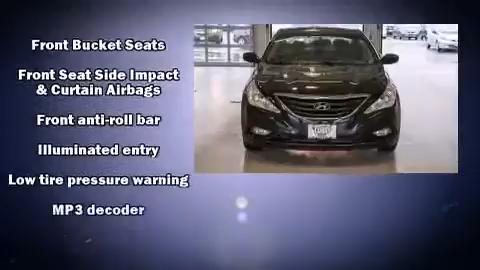 Front Bucket Seats
Front Seat Side Impact
& Curtain Airbags
Front anti-roll bar
Illuminated entry
Low tire pressure warning
MP3 decoder